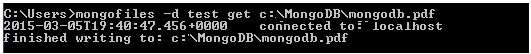 C:\Users>mongofiles -d test get c:\MongoDB\mongodb.pdf
2015-03-05T19:40:47.456+0000 connected to: localhost
finished writing to: c:\MongoDB\mongodb.pdf